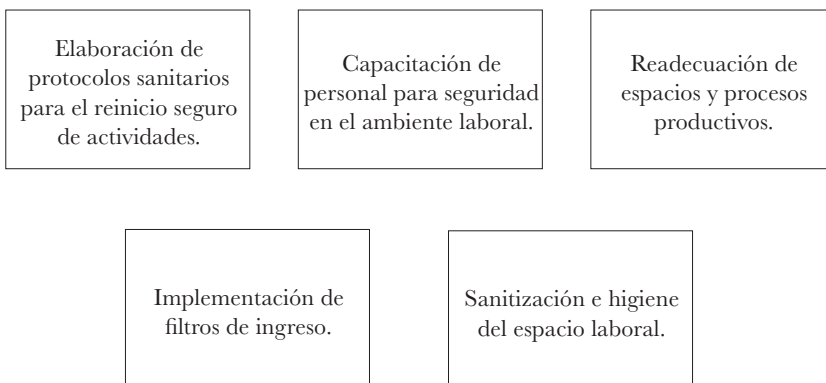 Elaboración de
protocolos sanitarios
para el reinicio seguro
de actividades.
Capacitación de
personal para seguridad
en el ambiente laboral.
Readecuación de
espacios y procesos
productivos.
Implementación de
filtros de ingreso.
Sanitización e higiene
del espacio laboral.